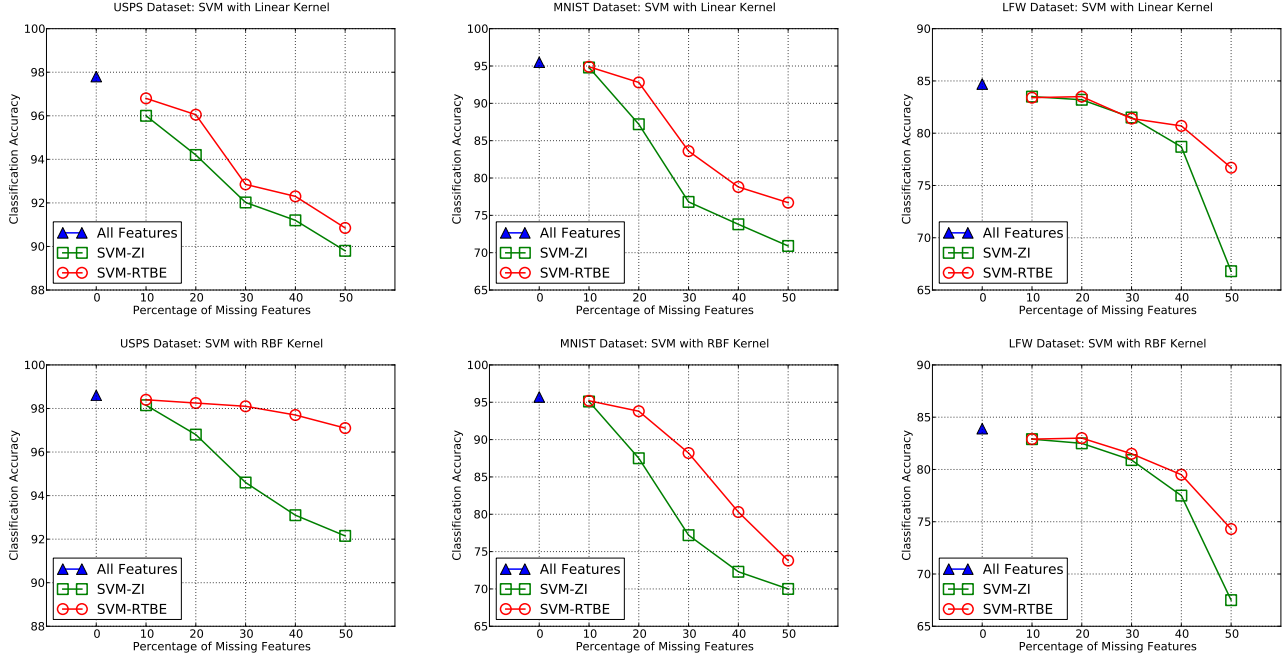 USPS Dataset: SVM with Linear Kernel
100
98
96
94
92
90
88
Classification Accuracy
All Features
SVM-ZI
SVM-RTBE
0 10 20 30 40 50
Percentage of Missing Features
MNIST Dataset: SVM with Linear Kernel
100
95
90
85
80
75
70
65
Classification Accuracy
All Features
SVM-ZI
SVM-RTBE
0 10 20 30 40 50
Percentage of Missing Features
LFW Dataset: SVM with Linear Kernel
90
85
80
75
70
65
Classification Accuracy
All Features
SVM-ZI
SVM-RTBE
0 10 20 30 40 50
Percentage of Missing Features
USPS Dataset: SVM with RBF Kernel
100
98
96
94
92
90
88
Classification Accuracy
All Features
SVM-ZI
SVM-RTBE
0 10 20 30 40 50
Percentage of Missing Features
MNIST Dataset: SVM with RBF Kernel
100
95
90
85
80
75
70
65
Classification Accuracy
All Features
SVM-ZI
SVM-RTBE
0 10 20 30 40 50
Percentage of Missing Features
LFW Dataset: SVM with RBF Kernel
90
85
80
75
70
65
Classification Accuracy
All Features
SVM-ZI
SVM-RTBE
0 10 20 30 40 50
Percentage of Missing Features